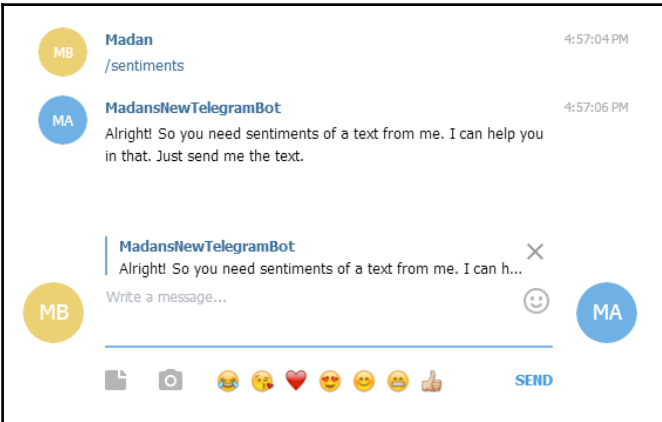 MB
Madan
4:57:04 PM
/sentiments
MA
MadansNewTelegramBot
4:57:06 PM
Alright! So you need sentiments of a text from me. I can help you
in that. Just send me the text.
MadansNewTelegramBot
Alright! So you need sentiments of a text from me. I can h...
Write a message...
MB
MA
SEND